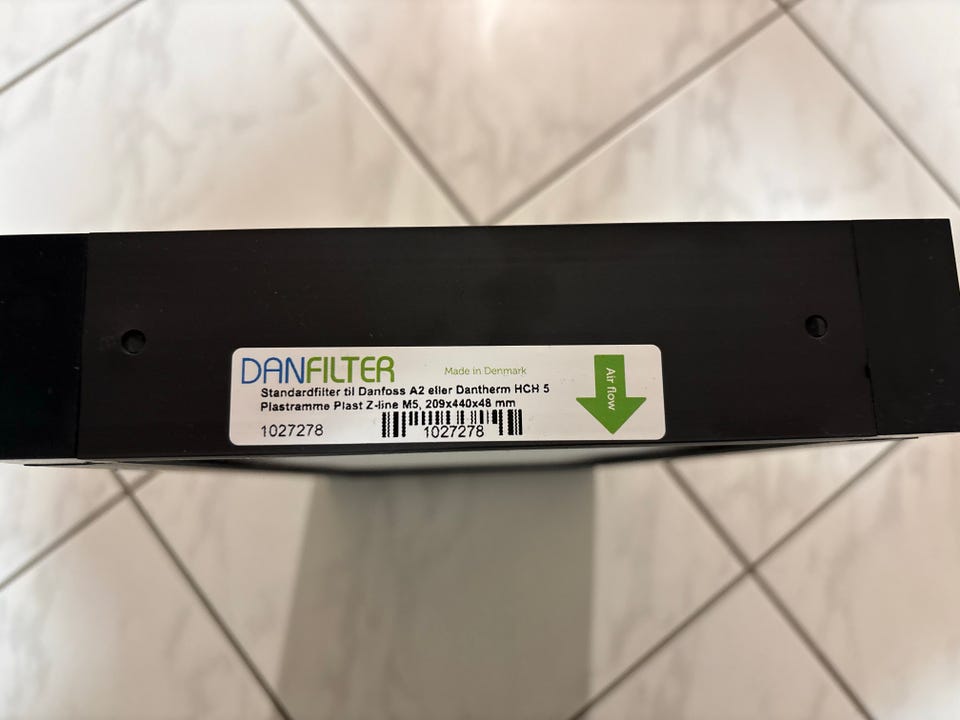 DANFILTER
Made in Denmark
Standardfilter til Danfoss A2 eller Dantherm HCH 5
Plastramme Plast Z-line M5, 209x440x48 mm
1027278
1027278
Air flow